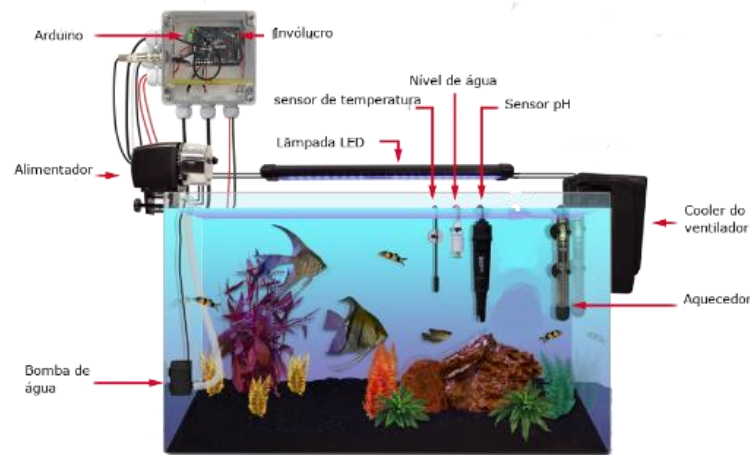 Arduino
Invólucro
Nível de água
sensor de temperatura
Sensor pH
Lâmpada LED
Alimentador
Cooler do
ventilador
Aquecedor
Bomba de
água